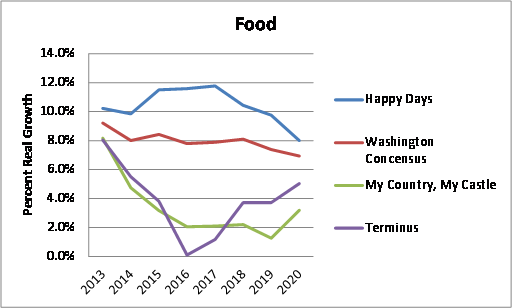 Food
Percent Real Growth
14.0%
12.0%
10.0%
8.0%
6.0%
4.0%
2.0%
0.0%
2013
2014
2015
2016
2017
2018
2019
2020
Happy Days
Washington
Concensus
My Country, My Castle
Terminus